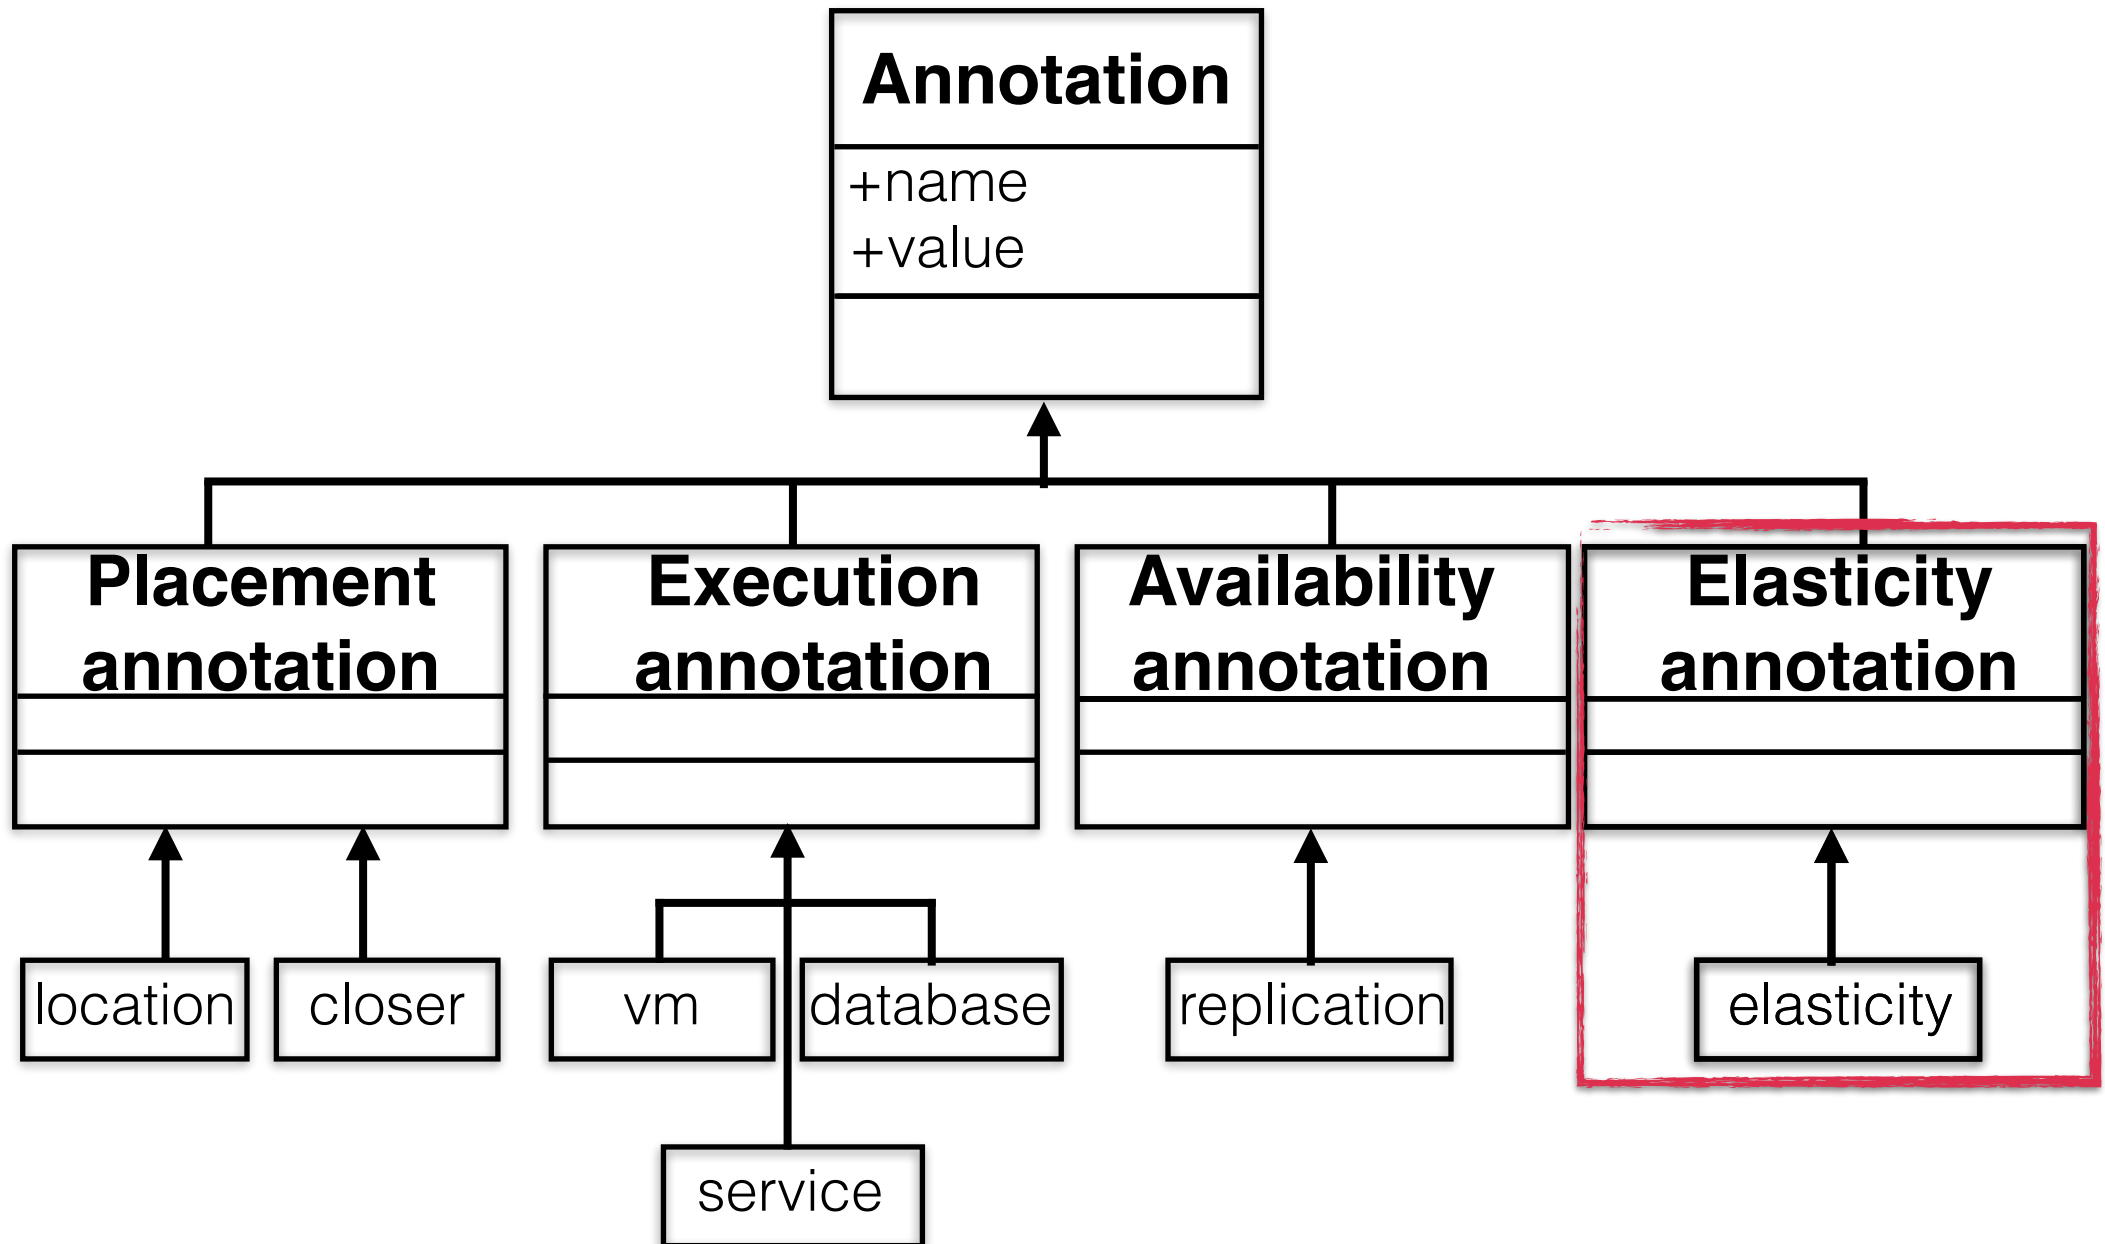 Annotation
+name
+value
Placement
annotation
Execution
annotation
Availability
annotation
Elasticity
annotation
location
closer
vm
database
replication
elasticity
service